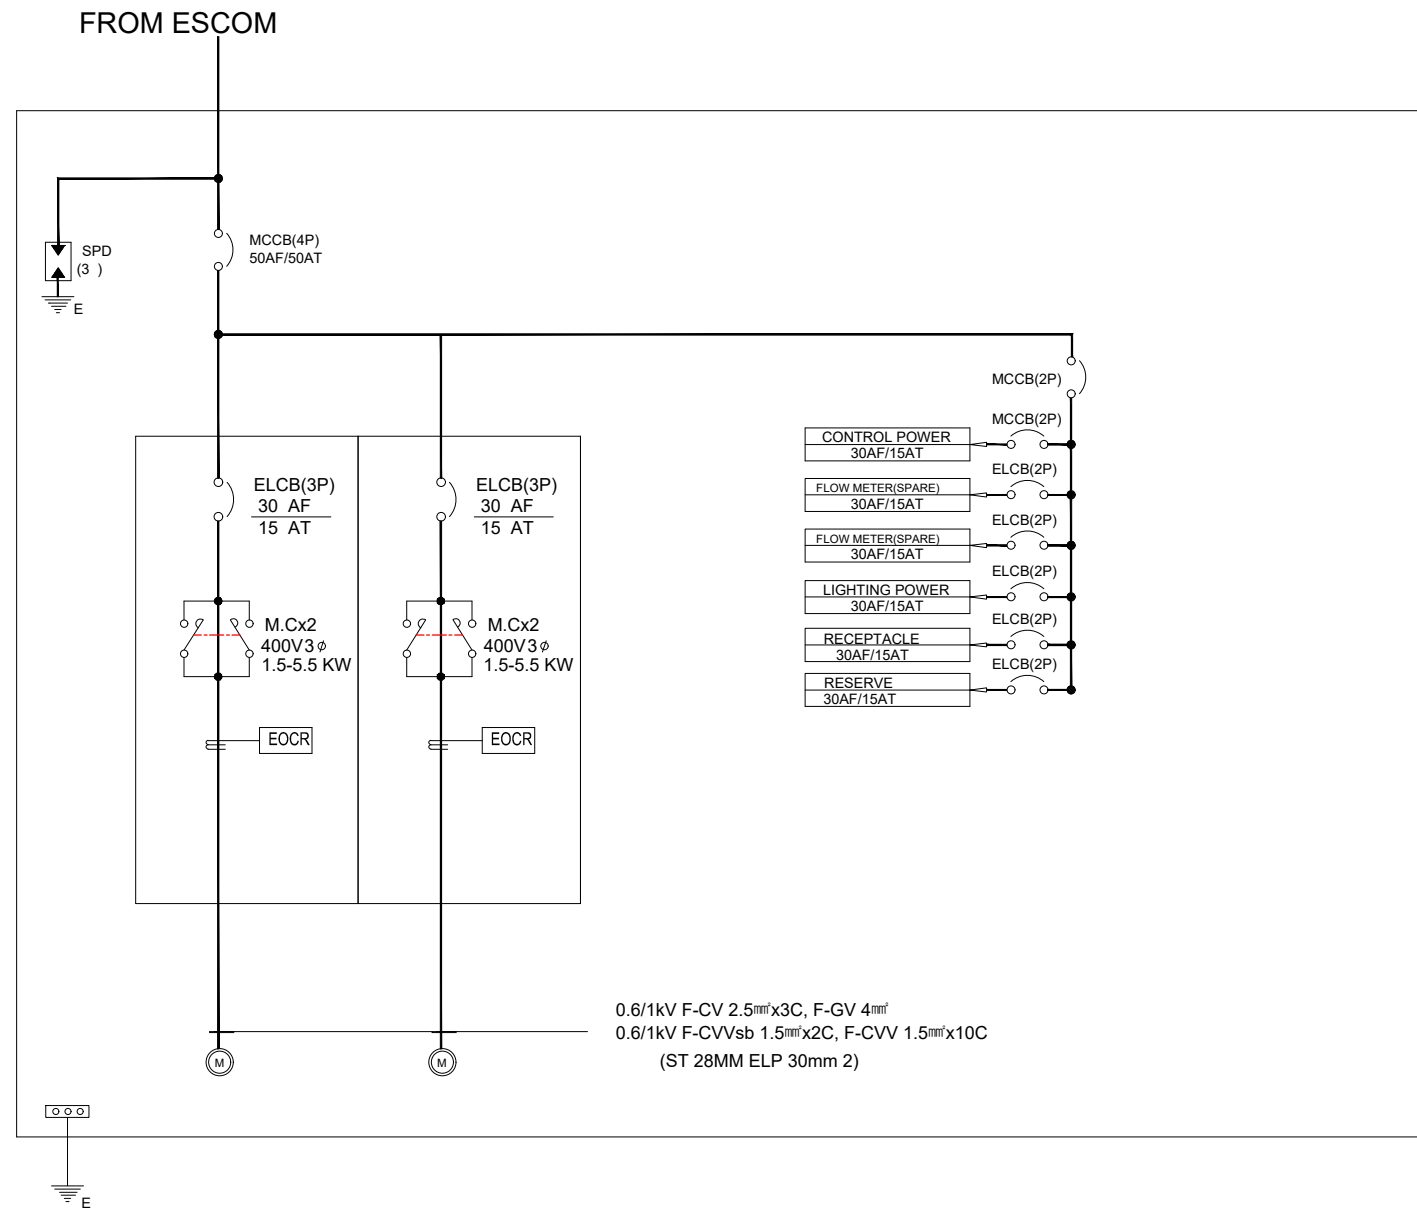 FROM ESCOM
SPD
(3 )
E
MCCB(4P)
50AF/50AT
MCCB(2P)
MCCB(2P)
CONTROL POWER
30AF/15AT
ELCB(2P)
FLOW METER(SPARE)
30AF/15AT
ELCB(2P)
FLOW METER(SPARE)
30AF/15AT
ELCB(2P)
LIGHTING POWER
30AF/15AT
ELCB(2P)
RECEPTACLE
30AF/15AT
ELCB(2P)
RESERVE
30AF/15AT
ELCB(3P)
30 AF
15 AT
M.Cx2
400V3⌀
1.5-5.5 KW
EOCR
ELCB(3P)
30 AF
15 AT
M.Cx2
400V3⌀
1.5-5.5 KW
EOCR
0.6/1kV F-CV 2.5㎟x3C, F-GV 4㎟
0.6/1kV F-CVVsb 1.5㎟x2C, F-CVV 1.5㎟x10C
(ST 28MM ELP 30mm 2)
M
M
E